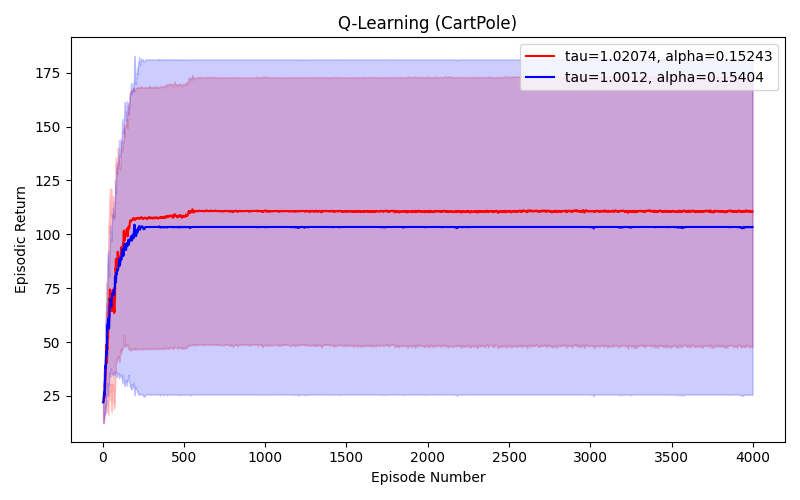 Q-Learning (CartPole)
tau=1.02074, alpha=0.15243
tau=1.0012, alpha=0.15404
Episodic Return
175
150
125
100
75
50
25
0 500 1000 1500 2000 2500 3000 3500 4000
Episode Number